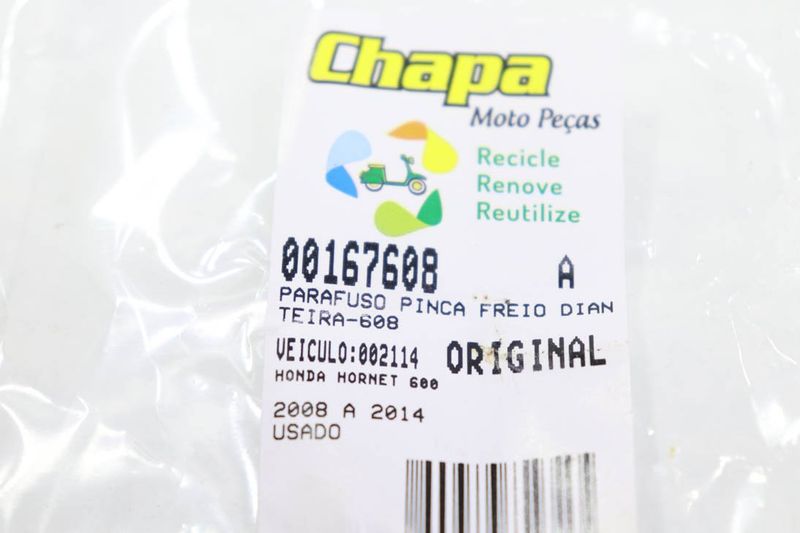 Chapa
Moto Peças
Recicle
Renove
Reutilize
00167608 A
PARAFUSO PINCA FREIO DIAN
TEIRA-608
VEICULO:002114 ORIGINAL
HONDA HORNET 600
2008 A 2014
USADO